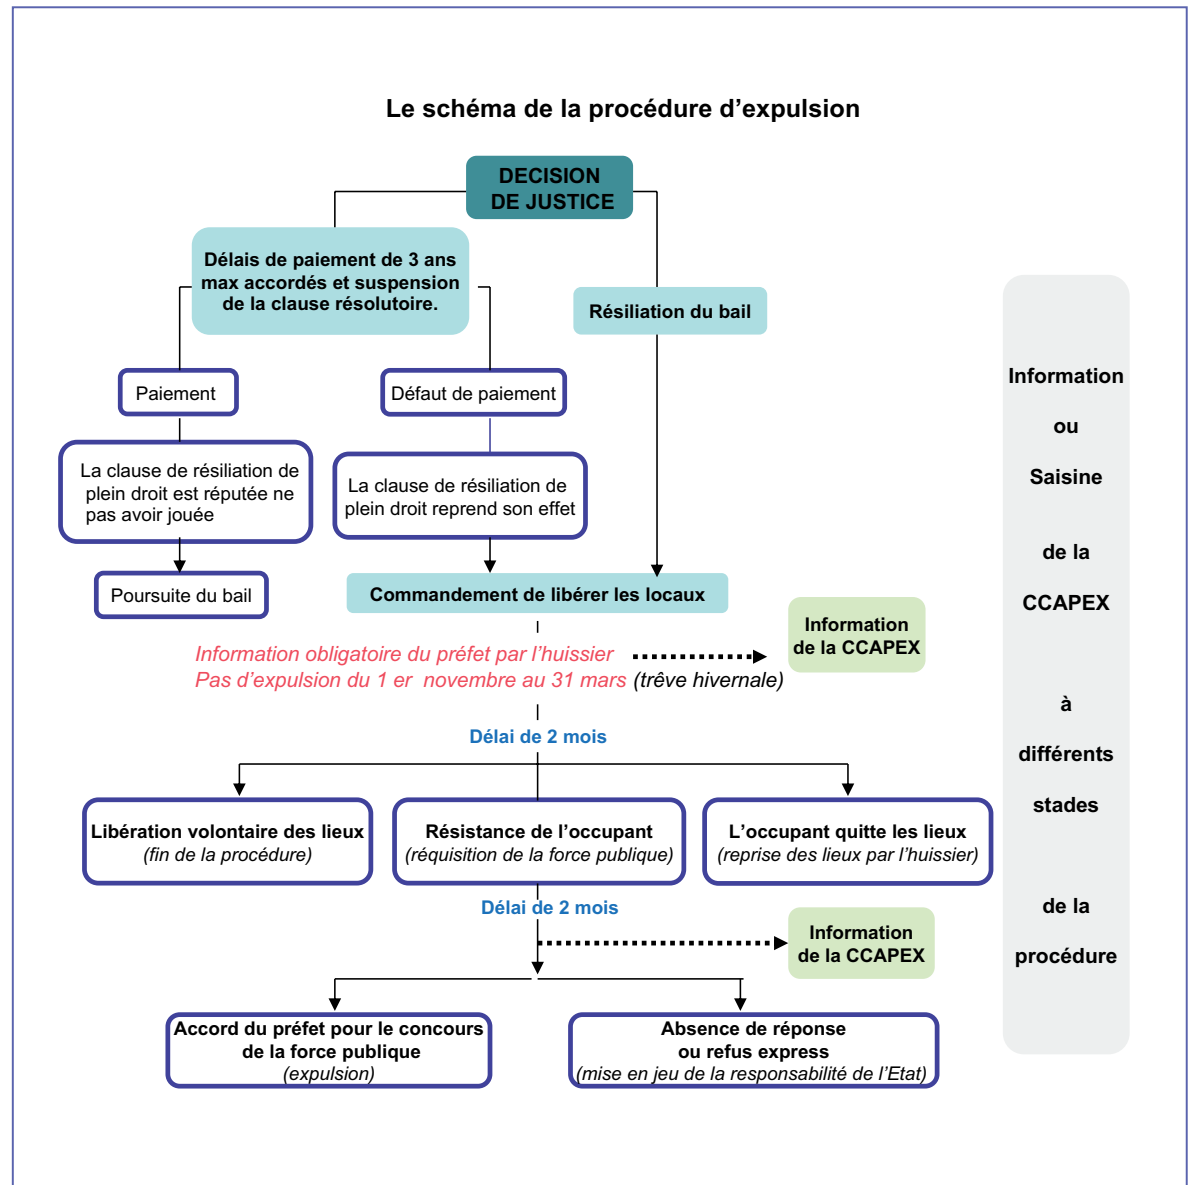 Le schéma de la procédure d’expulsion
DECISION
DE JUSTICE
Délais de paiement de 3 ans
max accordés et suspension
de la clause résolutoire.
Résiliation du bail
Paiement
Défaut de paiement
La clause de résiliation de
plein droit est réputée ne
pas avoir jouée
La clause de résiliation de
plein droit reprend son effet
Poursuite du bail
Commandement de libérer les locaux
Information obligatoire du préfet par l’huissier
Pas d’expulsion du 1 er novembre au 31 mars (trêve hivernale)
Information
de la CCAPEX
Délai de 2 mois
Libération volontaire des lieux
(fin de la procédure)
Résistance de l’occupant
(réquisition de la force publique)
L’occupant quitte les lieux
(reprise des lieux par l’huissier)
Délai de 2 mois
Information
de la CCAPEX
Accord du préfet pour le concours
de la force publique
(expulsion)
Absence de réponse
ou refus express
(mise en jeu de la responsabilité de l’Etat)
Information
ou
Saisine
de la
CCAPEX
à
différents
stades
de la
procédure